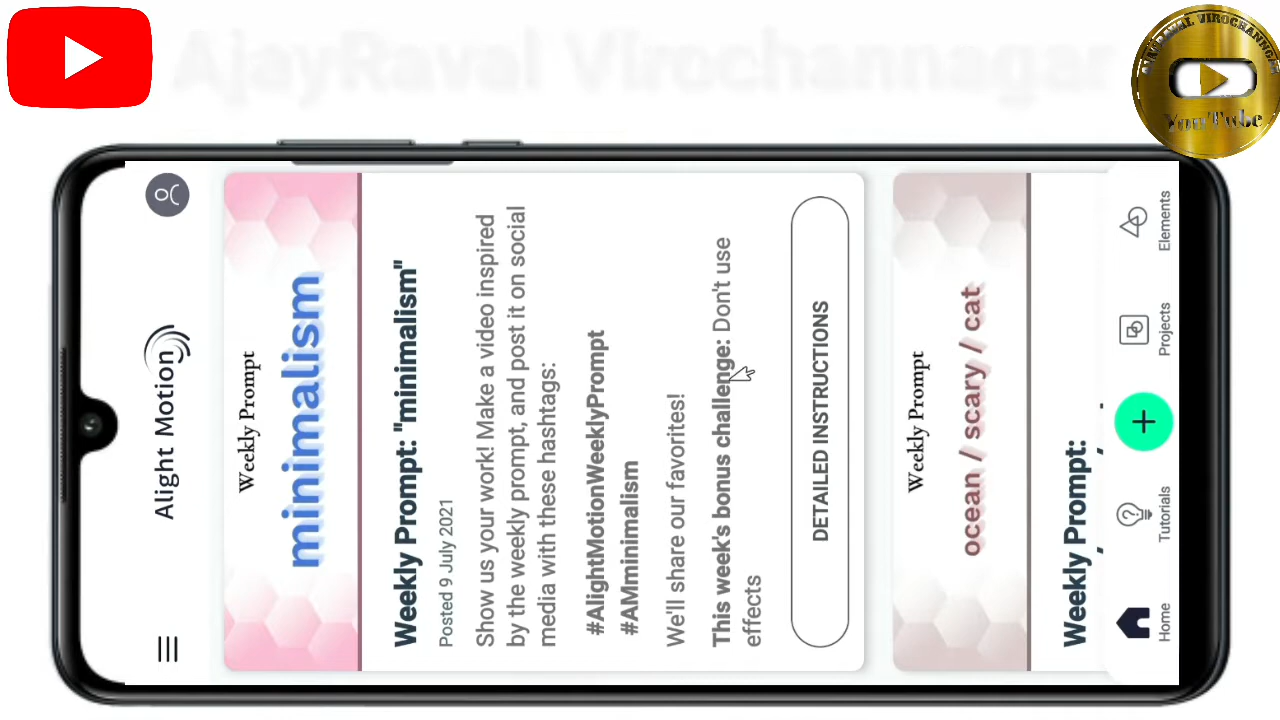 AjayRaval Virochannagar
AJAYRAVAL VIROCHANNAGAR
YouTube
Alight Motion
Weekly Prompt
minimalism
Weekly Prompt: "minimalism"
Posted 9 July 2021
Show us your work! Make a video inspired
by the weekly prompt, and post it on social
media with these hashtags:
#AlightMotionWeeklyPrompt
#AMminimalism
We'll share our favorites!
This week's bonus challenge: Don't use
effects
DETAILED INSTRUCTIONS
Weekly Prompt
ocean / scary / cat
Weekly Prompt:
Home
Tutorials
Projects
Elements